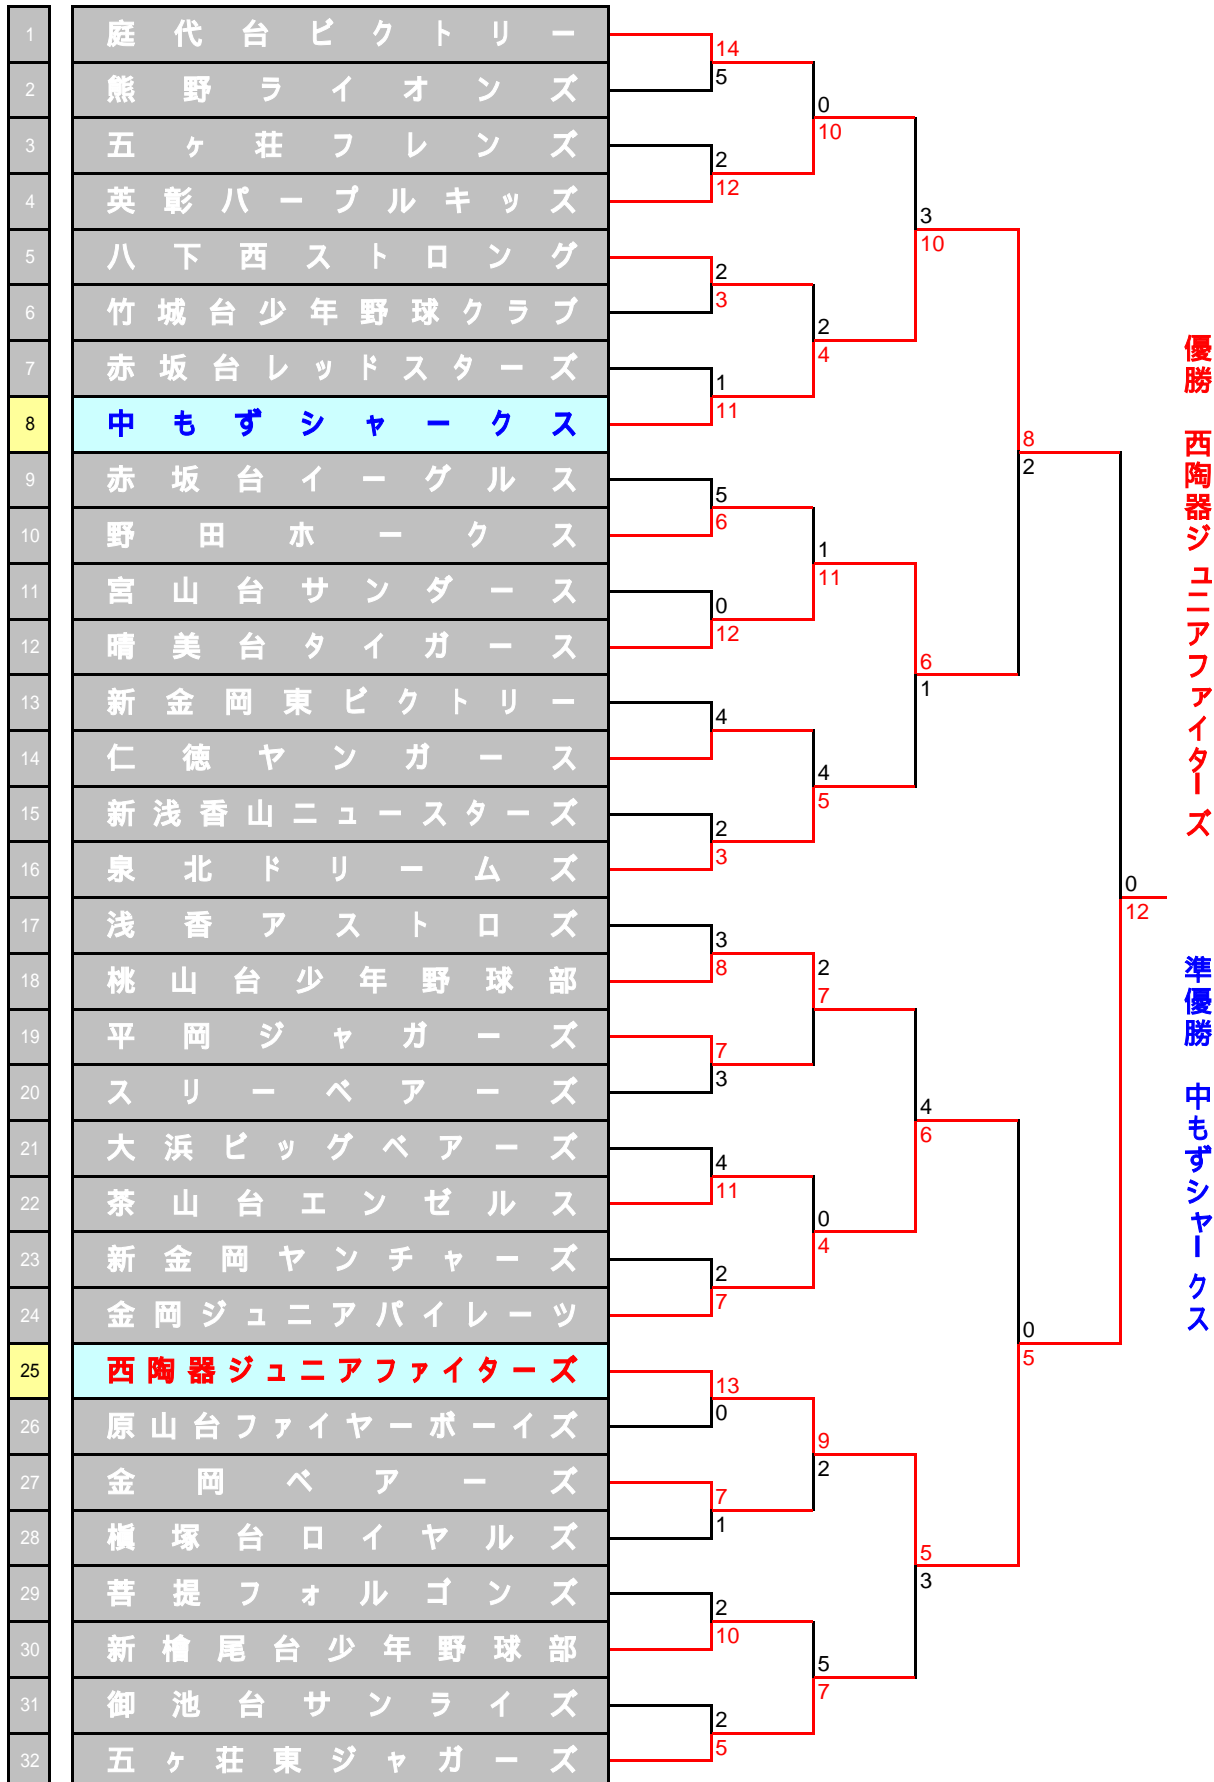 1 庭代台ビクトリー
2 熊野ライオンズ
3 五ヶ荘フレンズ
4 英彰パープルキッズ
5 八下西ストロング
6 竹城台少年野球クラブ
7 赤坂台レッドスターズ
8 中もずシャークス
9 赤坂台イーグルス
10 野田ホークス
11 宮山台サンダース
12 晴美台タイガース
13 新金岡東ビクトリー
14 仁徳ヤンガース
15 新浅香山ニュースターズ
16 泉北ドリームズ
17 浅香アストロズ
18 桃山台少年野球部
19 平岡ジャガーズ
20 スリーベアーズ
21 大浜ビッグベアーズ
22 茶山台エンゼルス
23 新金岡ヤンチャーズ
24 金岡ジュニアパイレーツ
25 西陶器ジュニアファイターズ
26 原山台ファイヤーボーイズ
27 金岡ベアーズ
28 槇塚台ロイヤルズ
29 菩提フォルゴンズ
30 新檜尾台少年野球部
31 御池台サンライズ
32 五ヶ荘東ジャガーズ
14
5
2
12
2
3
1
11
5
6
0
12
4
2
3
3
8
7
3
4
11
2
7
13
0
7
1
2
10
2
5
0
10
2
4
1
11
4
5
2
7
0
4
9
2
5
7
3
10
6
1
4
6
5
3
8
2
0
5
0
12
優勝 西陶器ジュニアファイターズ
準優勝 中もずシャークス